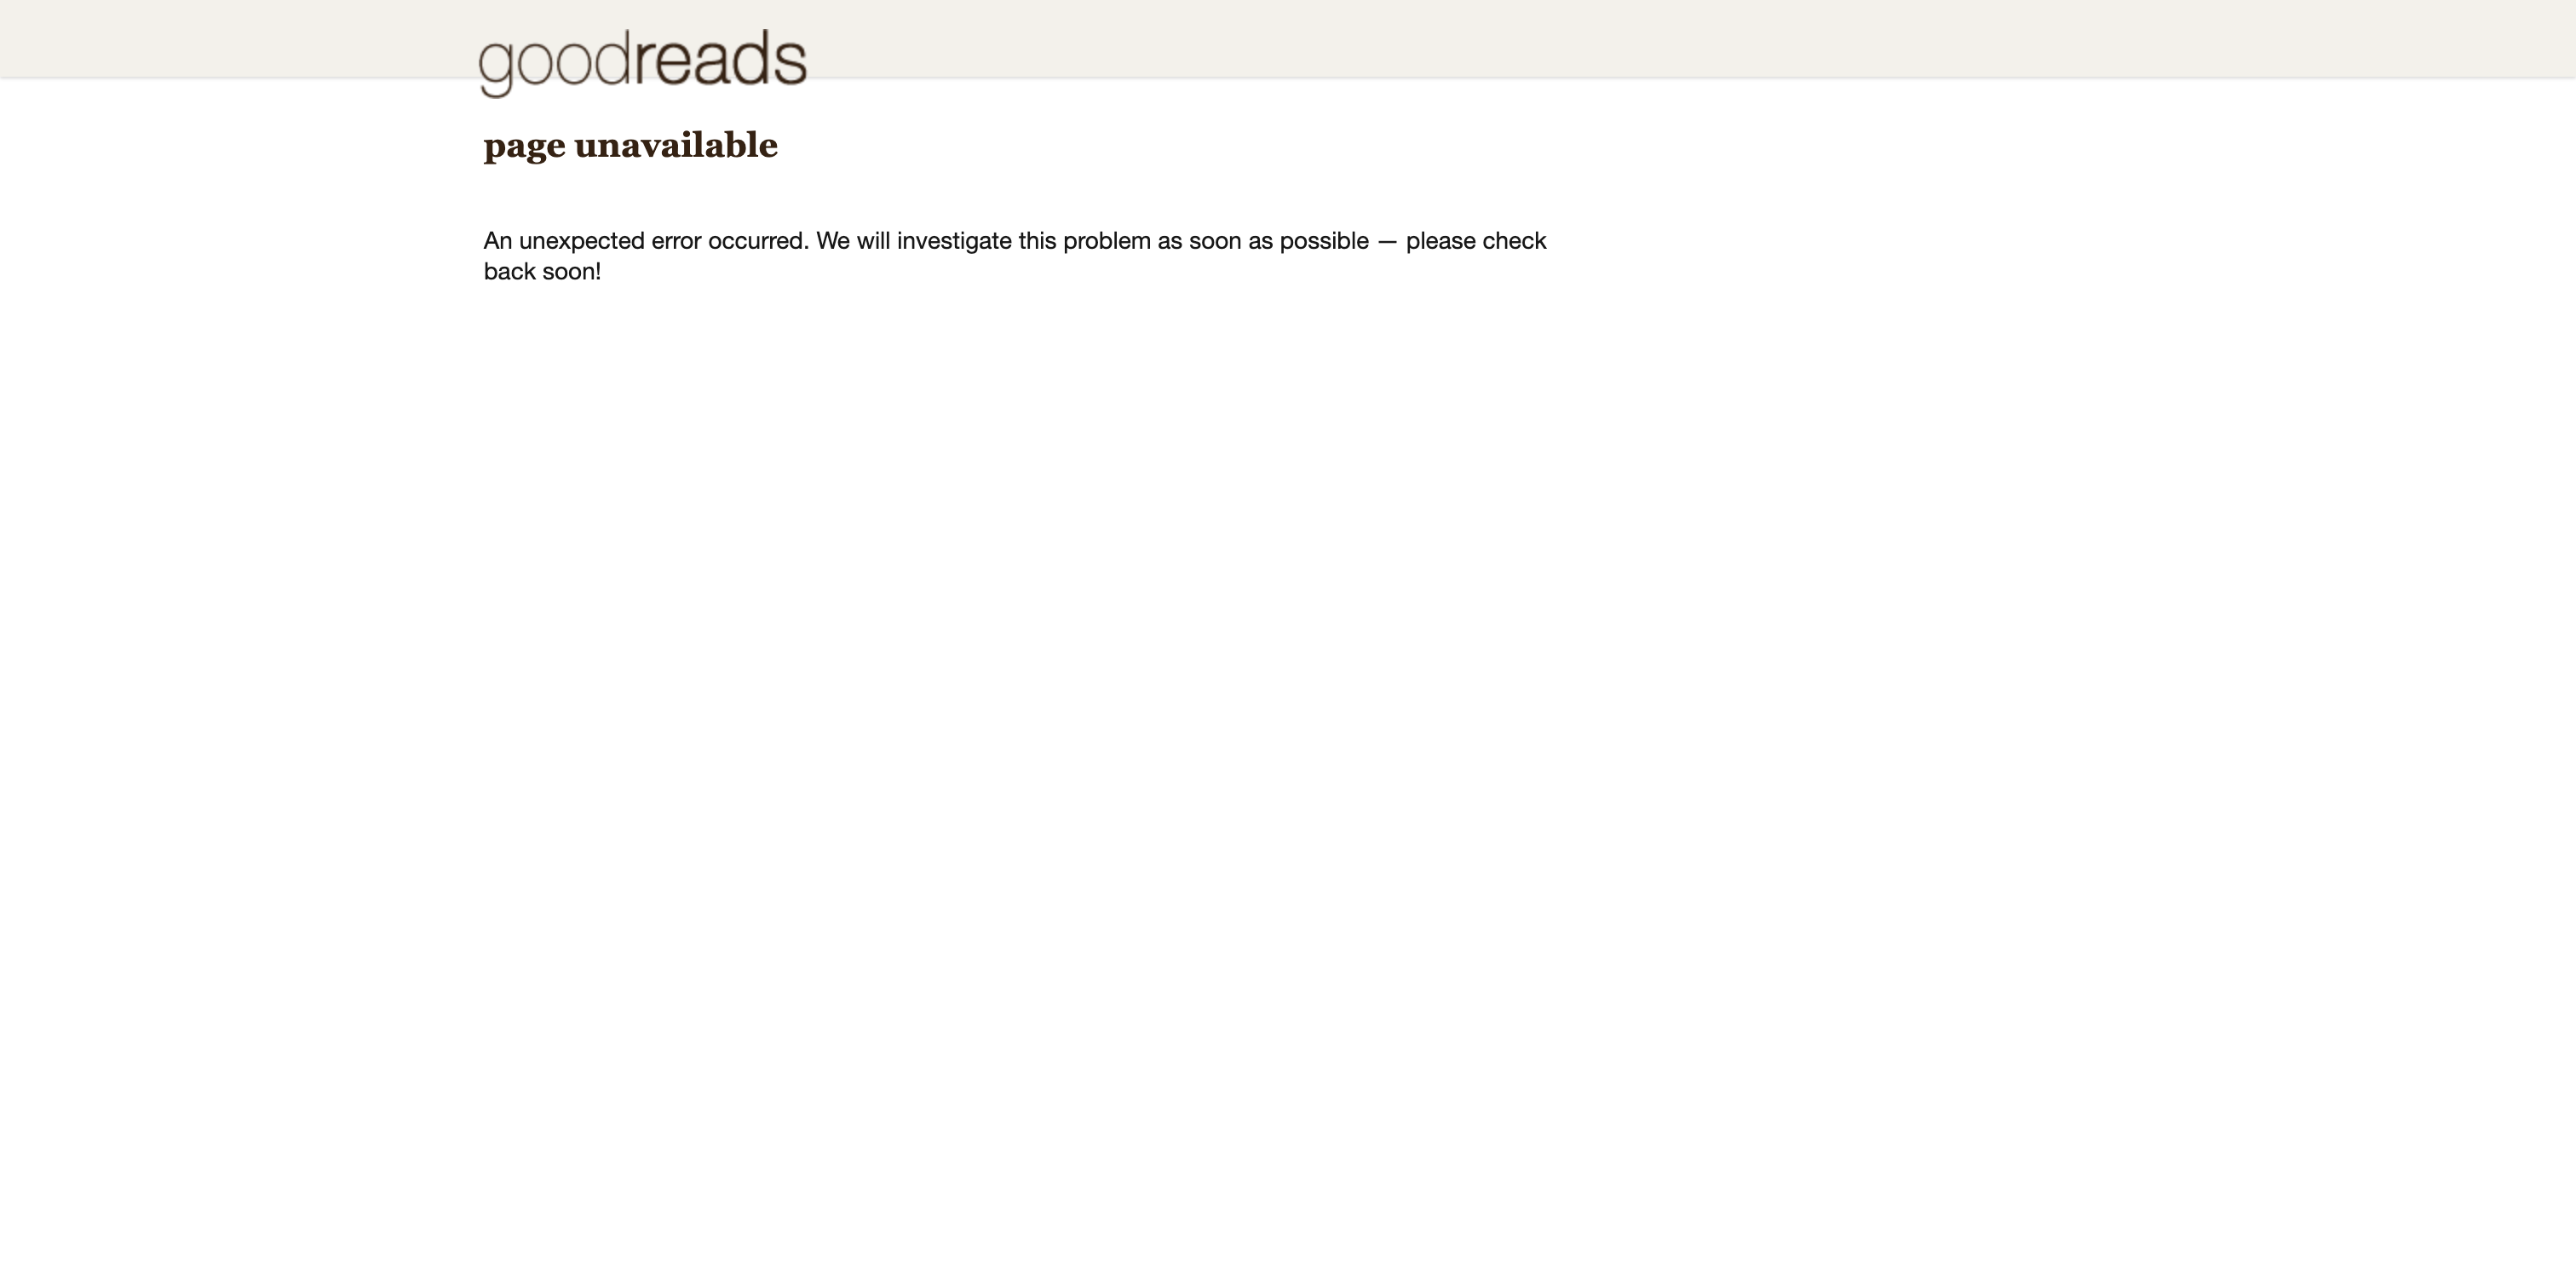 goodreads
page unavailable
An unexpected error occurred. We will investigate this problem as soon as possible — please check
back soon!